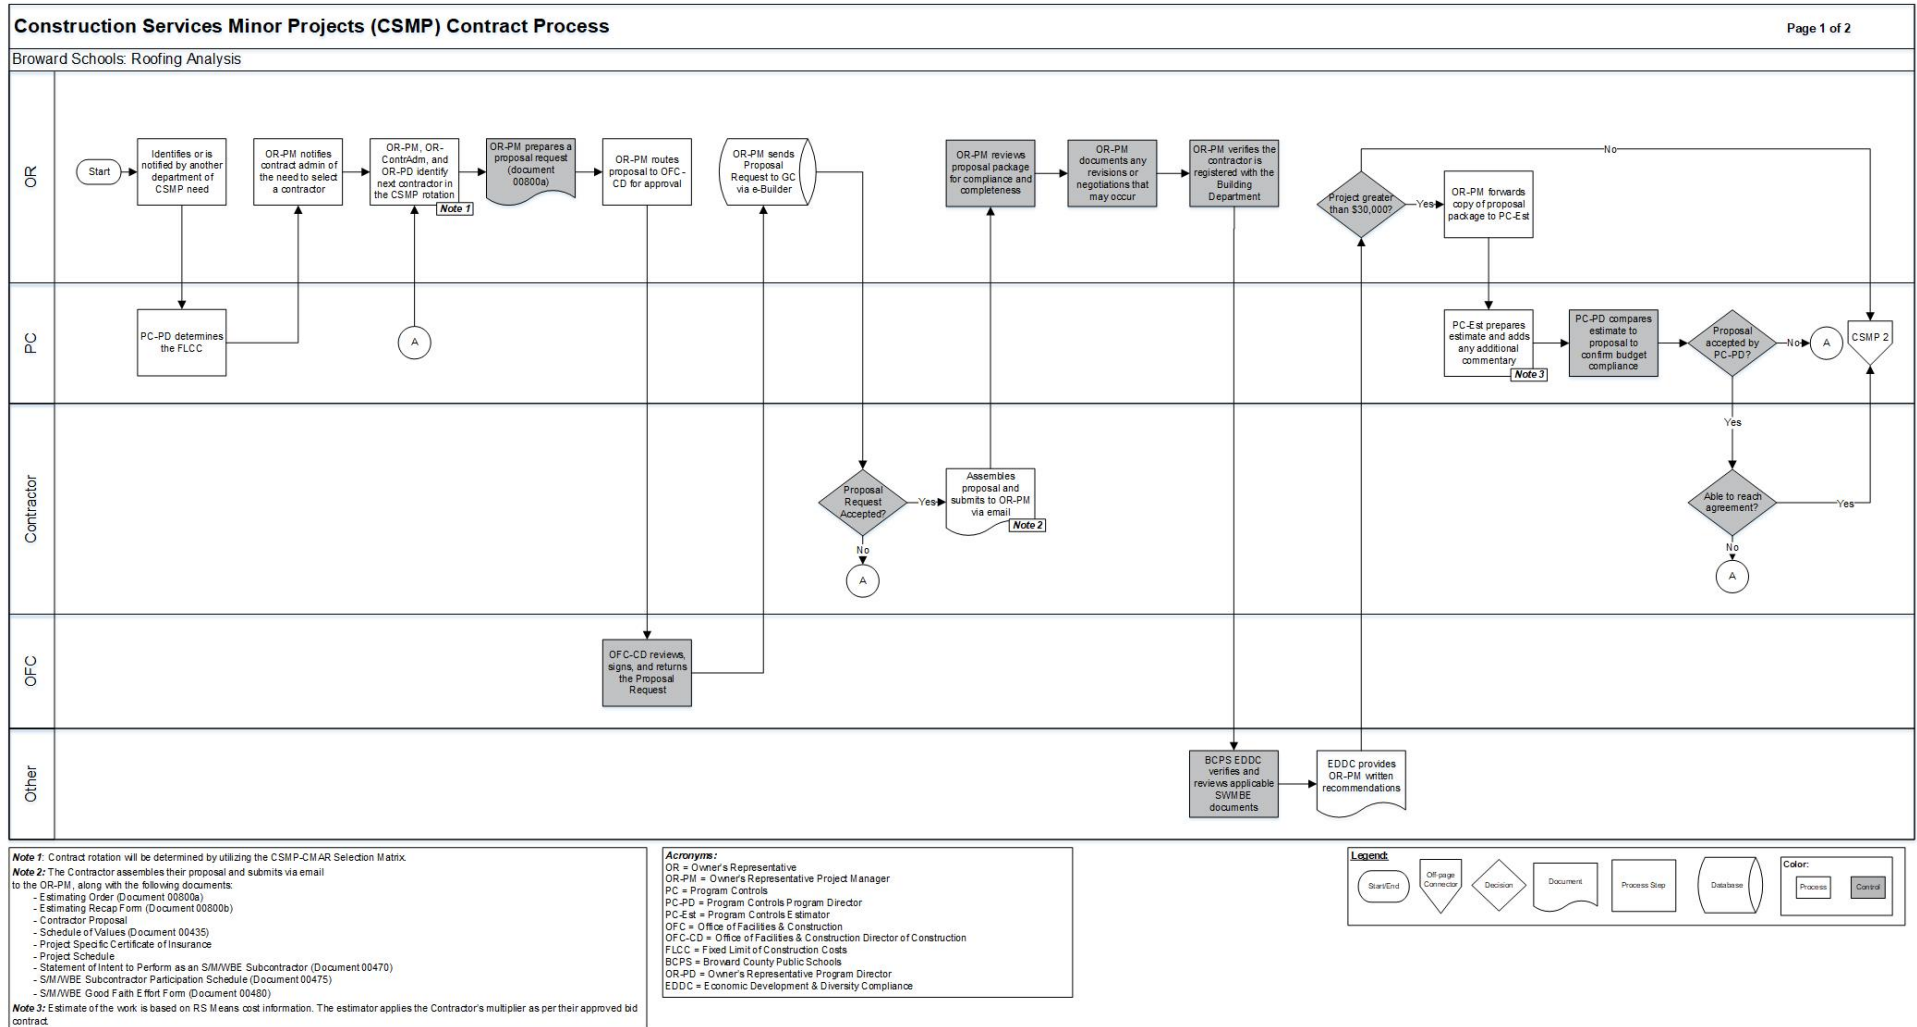 Construction Services Minor Projects (CSMP) Contract Process
Page 1 of 2
Broward Schools: Roofing Analysis
OR
Start
Identifies or is
notified by another
department of
CSMP need
OR-PM notifies
contract admin of
the need to select
a contractor
OR-PM, OR-
ContrAdm, and
OR-PD identify
next contractor in
the CSMP rotation
Note 1
OR-PM prepares a
proposal request
(document
00800a)
OR-PM routes
proposal to OFC-
CD for approval
OR-PM sends
Proposal
Request to GC
via e-Builder
OR-PM reviews
proposal package
for compliance and
completeness
OR-PM
documents any
revisions or
negotiations that
may occur
OR-PM verifies the
contractor is
registered with the
Building
Department
Project greater
than $30,000?
No
Yes
OR-PM forwards
copy of proposal
package to PC-Est
PC
PC-PD determines
the FLCC
A
PC-Est prepares
estimate and adds
any additional
commentary
Note 3
PC-PD compares
estimate to
proposal to
confirm budget
compliance
Proposal
accepted by
PC-PD?
No
A
CSMP 2
Yes
Contractor
Proposal
Request
Accepted?
Yes
No
A
Assembles
proposal and
submits to OR-PM
via email
Note 2
Able to reach
agreement?
Yes
No
A
OFC
OFC-CD reviews,
signs, and returns
the Proposal
Request
Other
BCPS EDDC
verifies and
reviews applicable
SWMBE
documents
EDDC provides
OR-PM written
recommendations
Note 1: Contract rotation will be determined by utilizing the CSMP-CMAR Selection Matrix.
Note 2: The Contractor assembles their proposal and submits via email
to the OR-PM, along with the following documents:
- Estimating Order (Document 00800a)
- Estimating Recap Form (Document 00800b)
- Contractor Proposal
- Schedule of Values (Document 00435)
- Project Specific Certificate of Insurance
- Project Schedule
- Statement of Intent to Perform as an S/M/WBE Subcontractor (Document 00470)
- S/M/WBE Subcontractor Participation Schedule (Document 00475)
- S/M/WBE Good Faith Effort Form (Document 00480)
Note 3: Estimate of the work is based on RS Means cost information. The estimator applies the Contractor's multiplier as per their approved bid
contract.
Acronyms:
OR = Owner's Representative
OR-PM = Owner's Representative Project Manager
PC = Program Controls
PC-PD = Program Controls Program Director
PC-Est = Program Controls Estimator
OFC = Office of Facilities & Construction
OFC-CD = Office of Facilities & Construction Director of Construction
FLCC = Fixed Limit of Construction Costs
BCPS = Broward County Public Schools
OR-PD = Owner's Representative Program Director
EDDC = Economic Development & Diversity Compliance
Legend:
Start/End
Off-page
Connector
Decision
Document
Process Step
Database
Color:
Process
Control